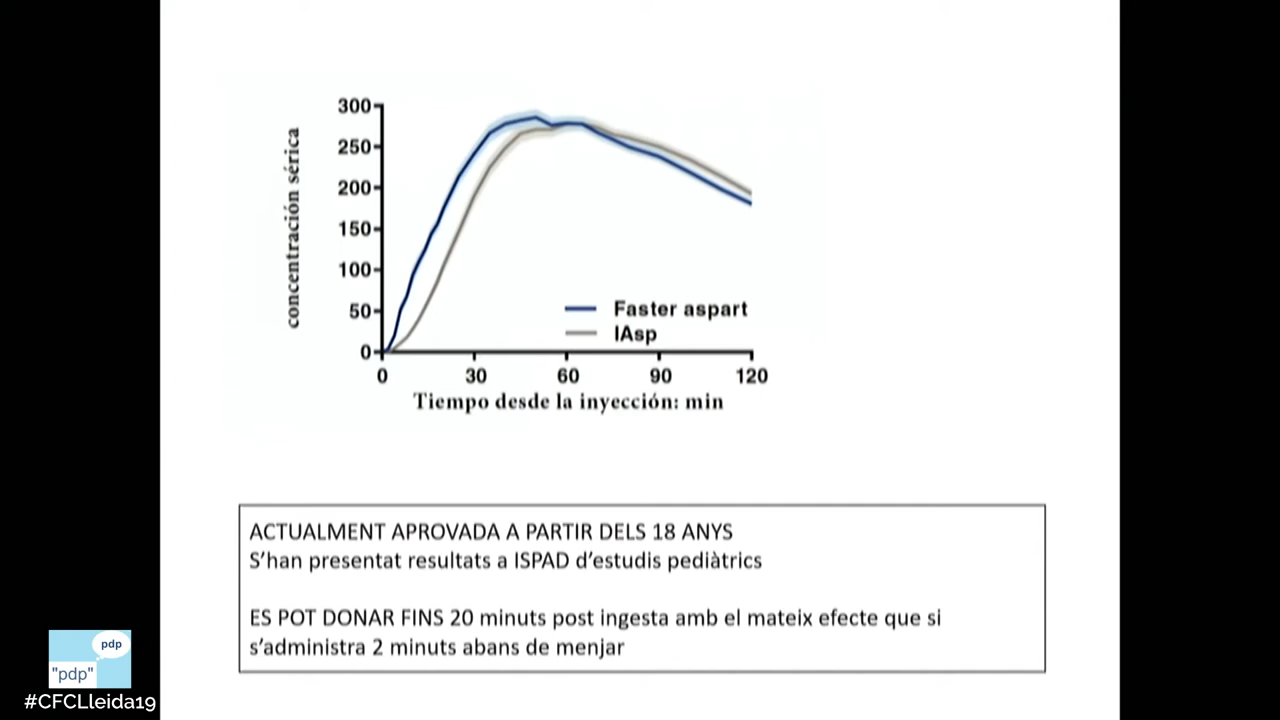 300
250
200
150
100
50
0
concentración sérica
Faster aspart
IAsp
0 30 60 90 120
Tiempo desde la inyección: min
ACTUALMENT APROVADA A PARTIR DELS 18 ANYS
S'han presentat resultats a ISPAD d'estudis pediàtrics
ES POT DONAR FINS 20 minuts post ingesta amb el mateix efecte que si
s'administra 2 minuts abans de menjar
pdp
"pdp"
#CFCLleida19